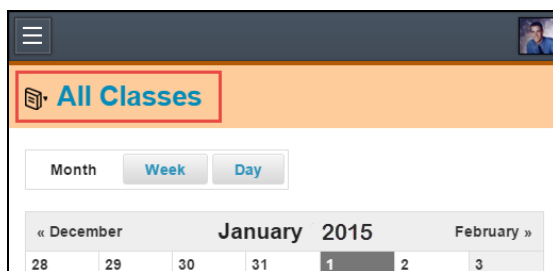 All Classes
Month Week Day
« December January 2015 February »
28 29 30 31 1 2 3